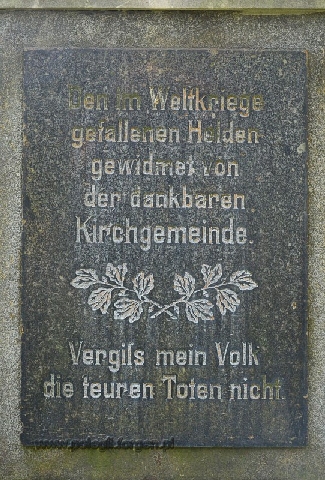 Den im Weltkriege
gefallenen Helden
gewidmet von
der dankbaren
Kirchgemeinde.
Vergiß mein Volk
die teuren Toten nicht.